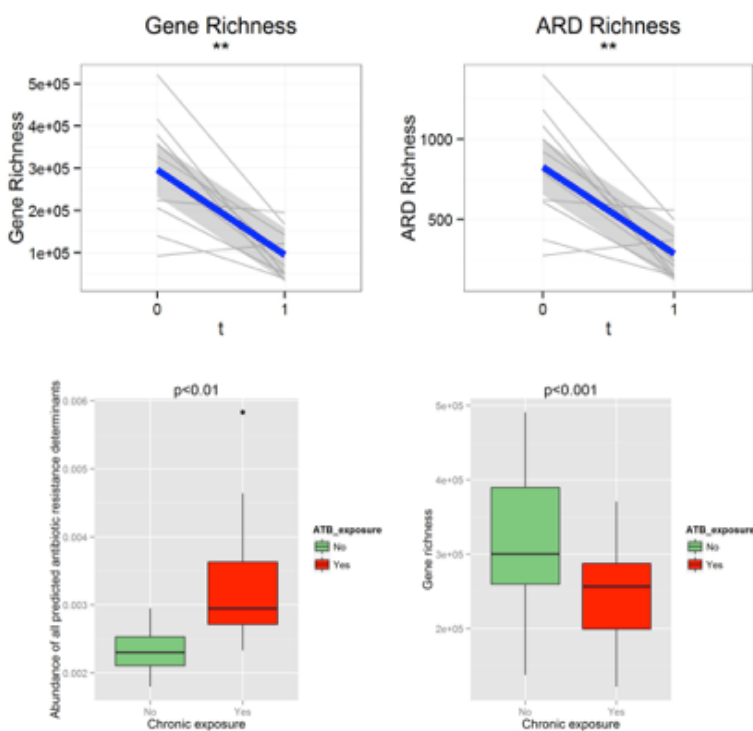 Gene Richness
**
Gene Richness
5e+05
4e+05
3e+05
2e+05
1e+05
0
1
t
ARD Richness
**
ARD Richness
1000
500
0
1
t
p<0.01
Abundance of all predicted antibiotic resistance determinants
0.006
0.005
0.004
0.003
0.002
No
Yes
Chronic exposure
ATB_exposure
No
Yes
p<0.001
Gene richness
5e+05
4e+05
3e+05
2e+05
No
Yes
Chronic exposure
ATB_exposure
No
Yes